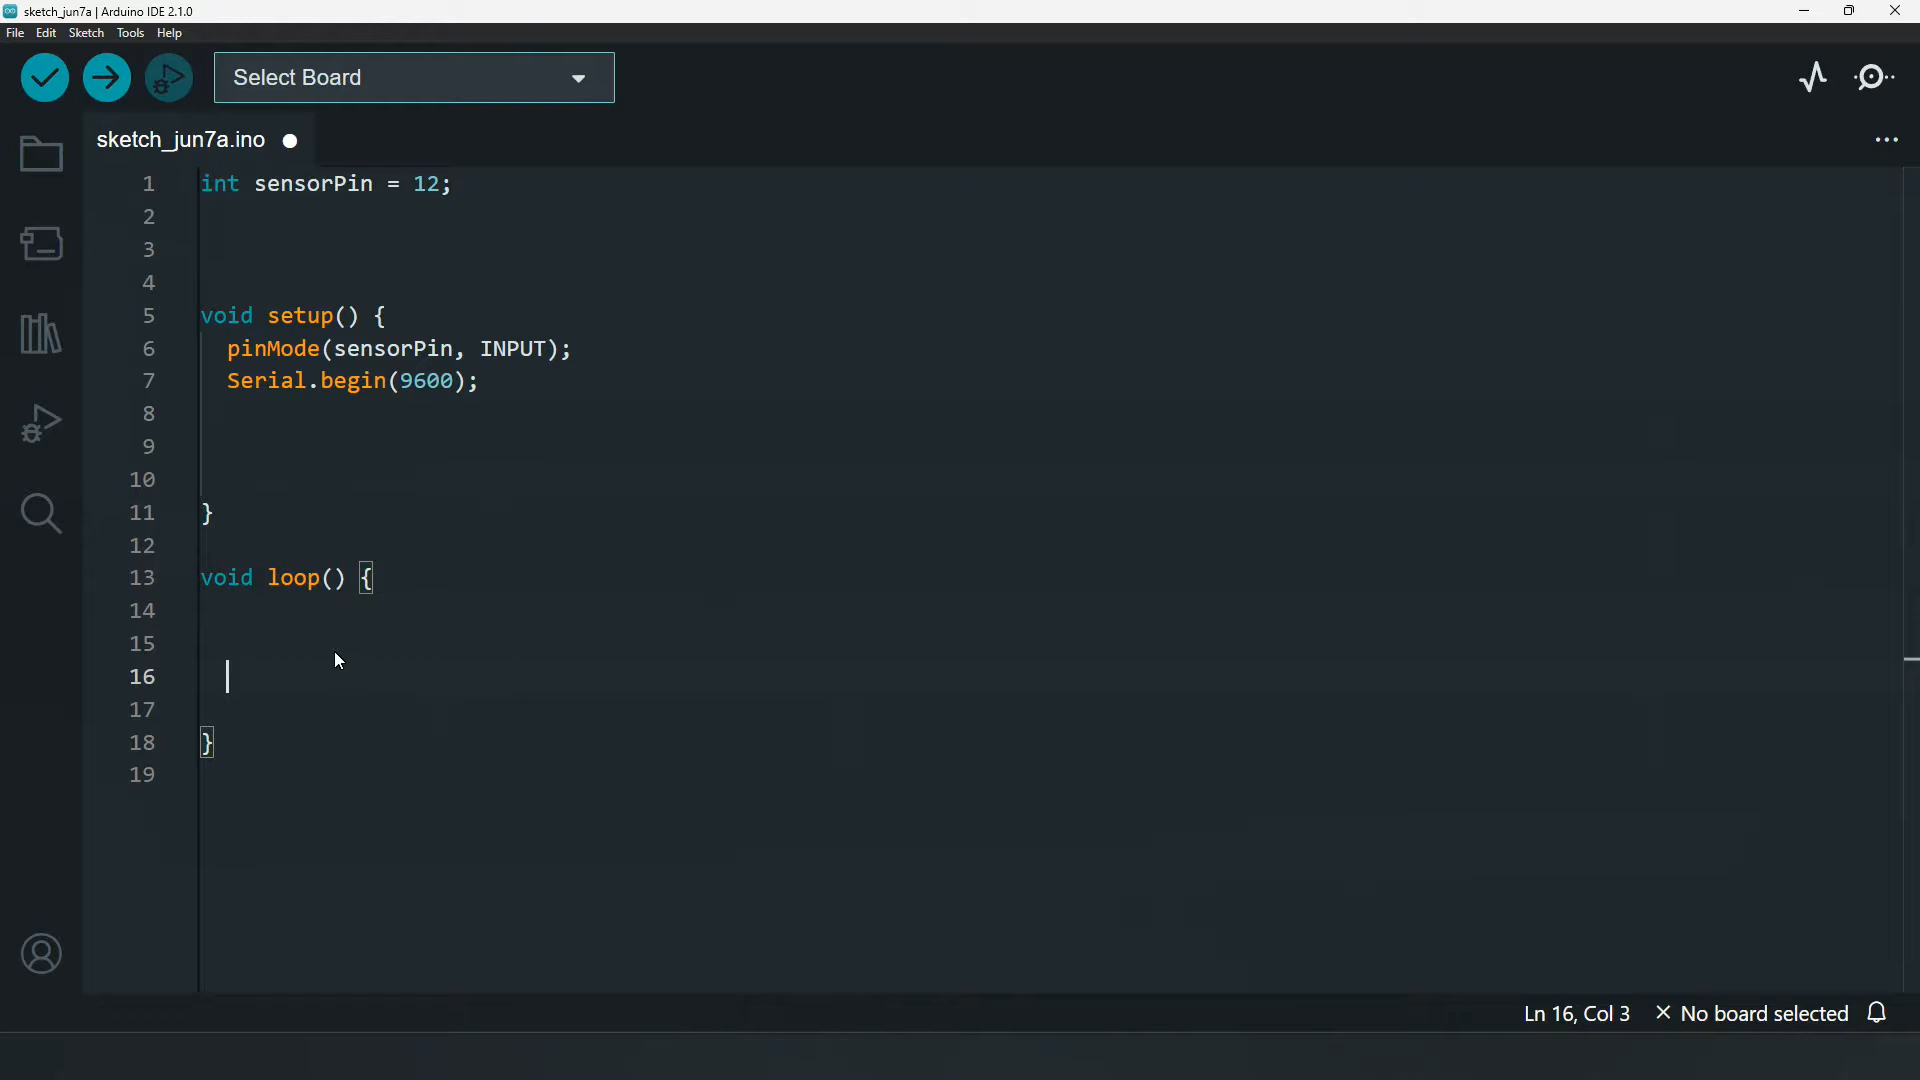 sketch_jun7a | Arduino IDE 2.1.0
File Edit Sketch Tools Help
Select Board
sketch_jun7a.ino
1 int sensorPin = 12;
2
3
4
5 void setup() {
6 pinMode(sensorPin, INPUT);
7 Serial.begin(9600);
8
9
10
11 }
12
13 void loop() {
14
15
16
17
18 }
19
Ln 16, Col 3 No board selected